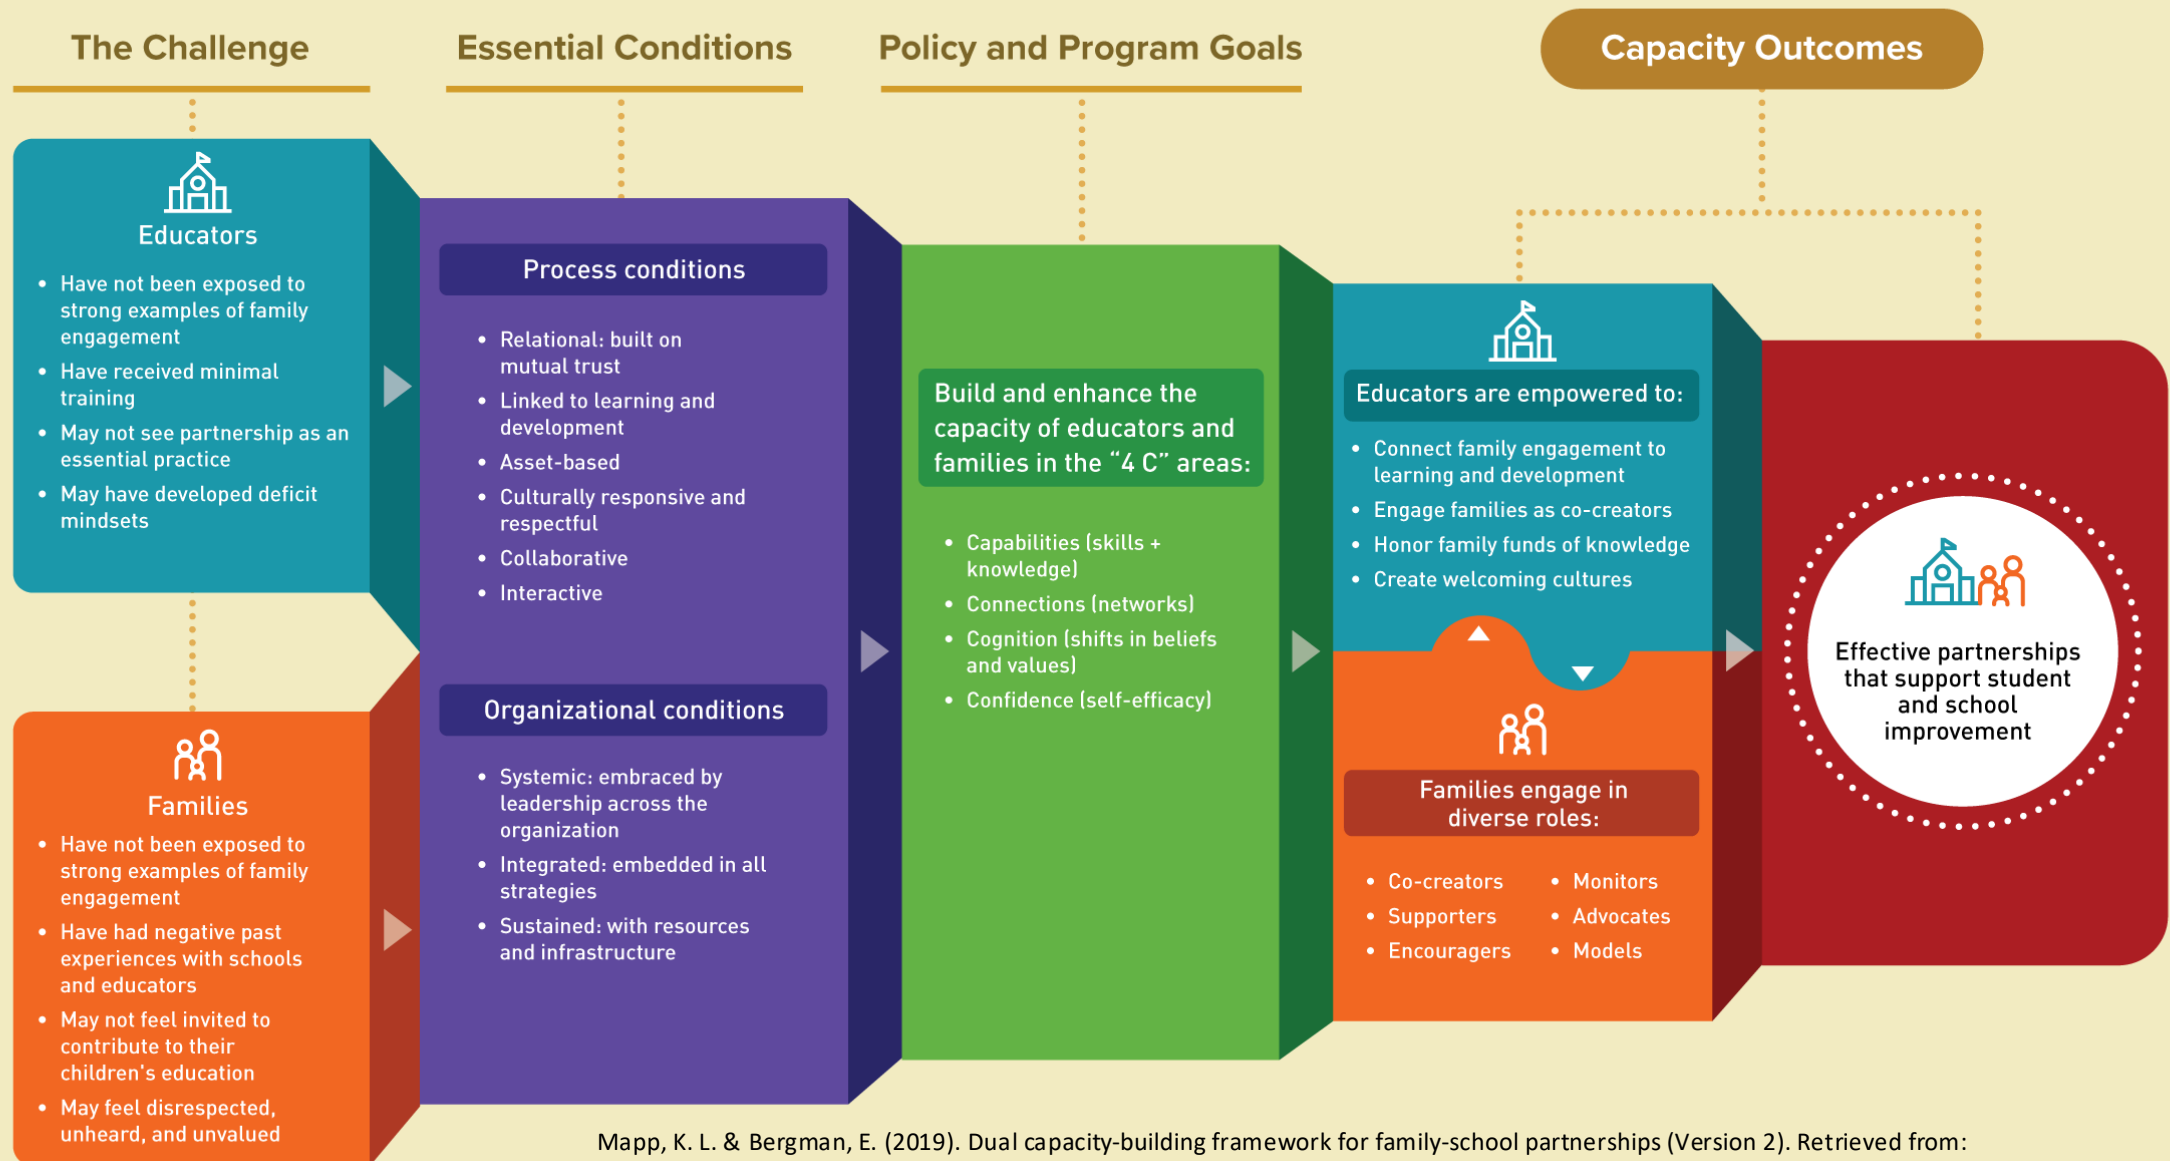 The Challenge
Essential Conditions
Policy and Program Goals
Capacity Outcomes
Educators
• Have not been exposed to
strong examples of family
engagement
• Have received minimal
training
• May not see partnership as an
essential practice
• May have developed deficit
mindsets
Families
• Have not been exposed to
strong examples of family
engagement
• Have had negative past
experiences with schools
and educators
• May not feel invited to
contribute to their
children's education
• May feel disrespected,
unheard, and unvalued
Process conditions
• Relational: built on
mutual trust
• Linked to learning and
development
• Asset-based
• Culturally responsive and
respectful
• Collaborative
• Interactive
Organizational conditions
• Systemic: embraced by
leadership across the
organization
• Integrated: embedded in all
strategies
• Sustained: with resources
and infrastructure
Build and enhance the
capacity of educators and
families in the “4 C” areas:
• Capabilities (skills +
knowledge)
• Connections (networks)
• Cognition (shifts in beliefs
and values)
• Confidence (self-efficacy)
Educators are empowered to:
• Connect family engagement to
learning and development
• Engage families as co-creators
• Honor family funds of knowledge
• Create welcoming cultures
Families engage in
diverse roles:
• Co-creators
• Supporters
• Encouragers
• Monitors
• Advocates
• Models
Effective partnerships
that support student
and school
improvement
Mapp, K. L. & Bergman, E. (2019). Dual capacity-building framework for family-school partnerships (Version 2). Retrieved from: